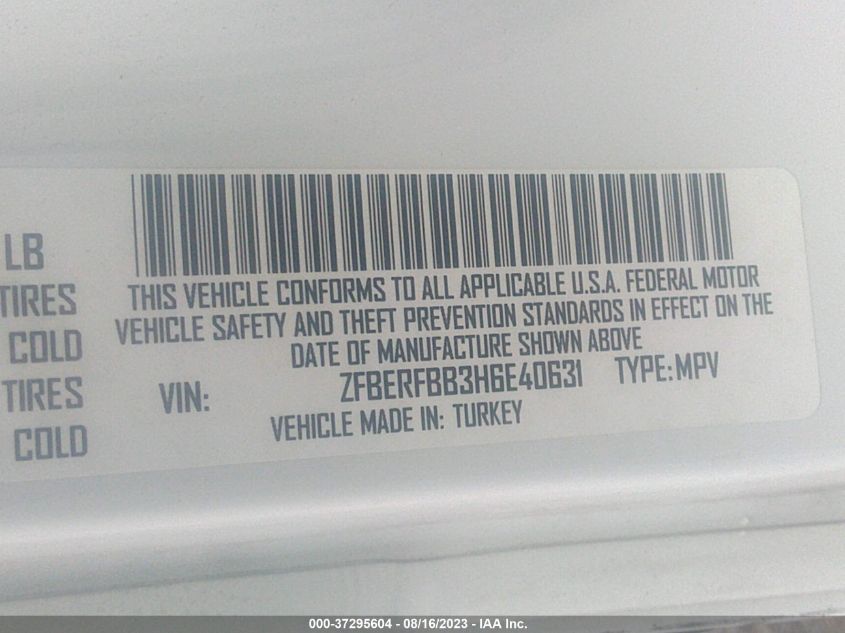 LB
TIRES
COLD
TIRES
COLD
THIS VEHICLE CONFORMS TO ALL APPLICABLE U.S.A. FEDERAL MOTOR
VEHICLE SAFETY AND THEFT PREVENTION STANDARDS IN EFFECT ON THE
DATE OF MANUFACTURE SHOWN ABOVE
VIN: ZFBERFBB3H6E40631 TYPE: MPV
VEHICLE MADE IN: TURKEY
000-37295604 - 08/16/2023 - IAA Inc.